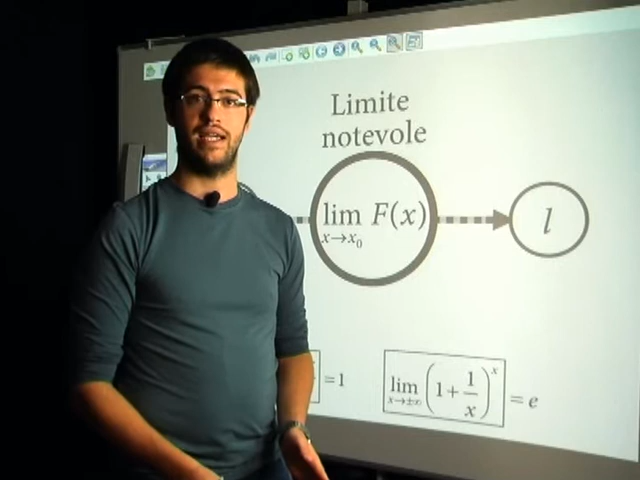 Limite
notevole
lim F(x)
x→x₀
l
=1
lim (1+1/x)^x = e
x→±∞